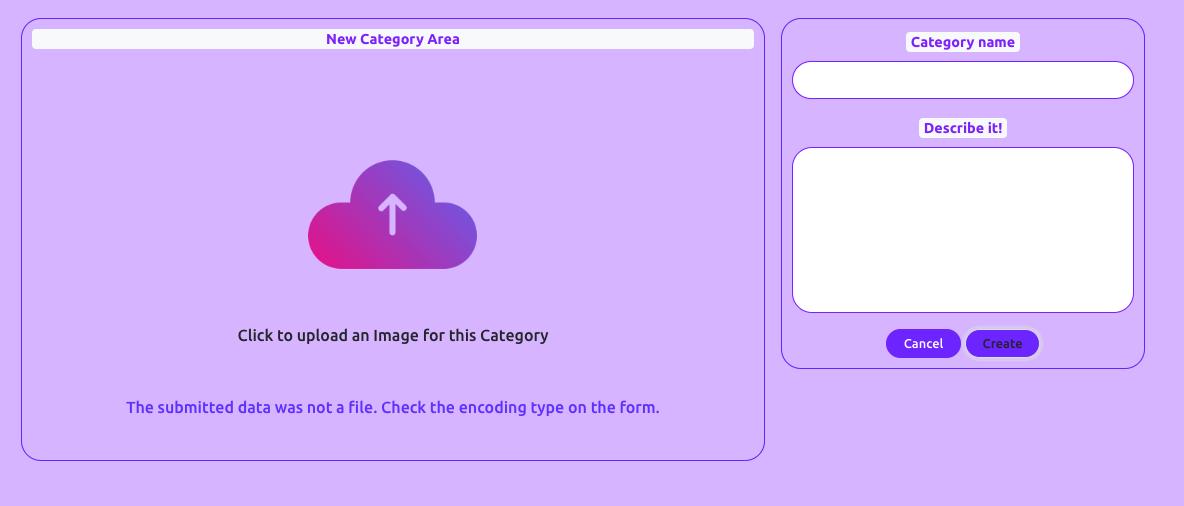 New Category Area
Click to upload an Image for this Category
The submitted data was not a file. Check the encoding type on the form.
Category name
Describe it!
Cancel
Create